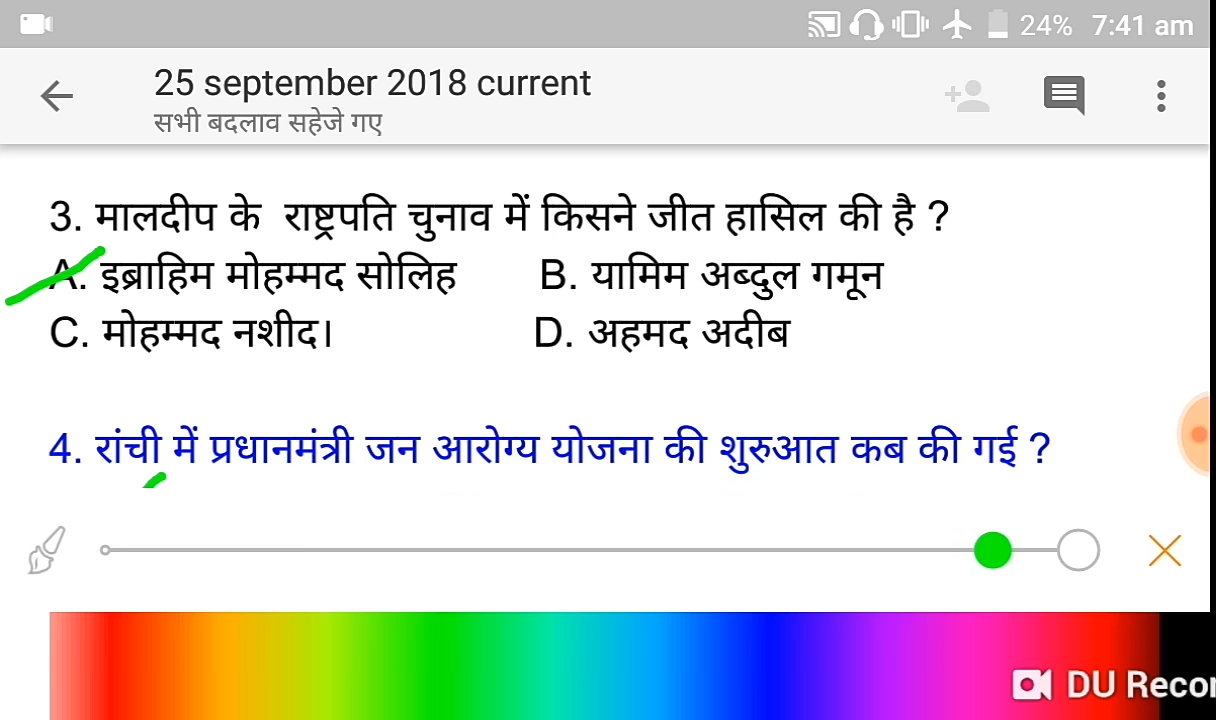 24% 7:41 am
25 september 2018 current
सभी बदलाव सहेजे गए
3. मालदीप के राष्ट्रपति चुनाव में किसने जीत हासिल की है ?
A. इब्राहिम मोहम्मद सोलिह B. यामिम अब्दुल गमून
C. मोहम्मद नशीद। D. अहमद अदीब
4. रांची में प्रधानमंत्री जन आरोग्य योजना की शुरुआत कब की गई ?
DU Recor